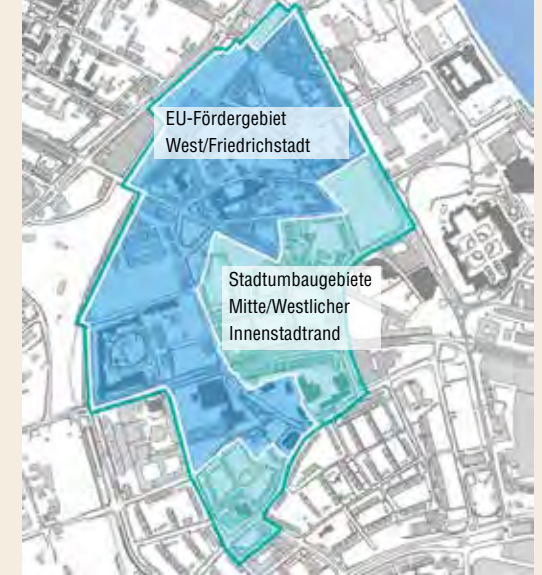 EU-Fördergebiet
West/Friedrichstadt
Stadtumbaugebiete
Mitte/Westlicher
Innenstadtrand